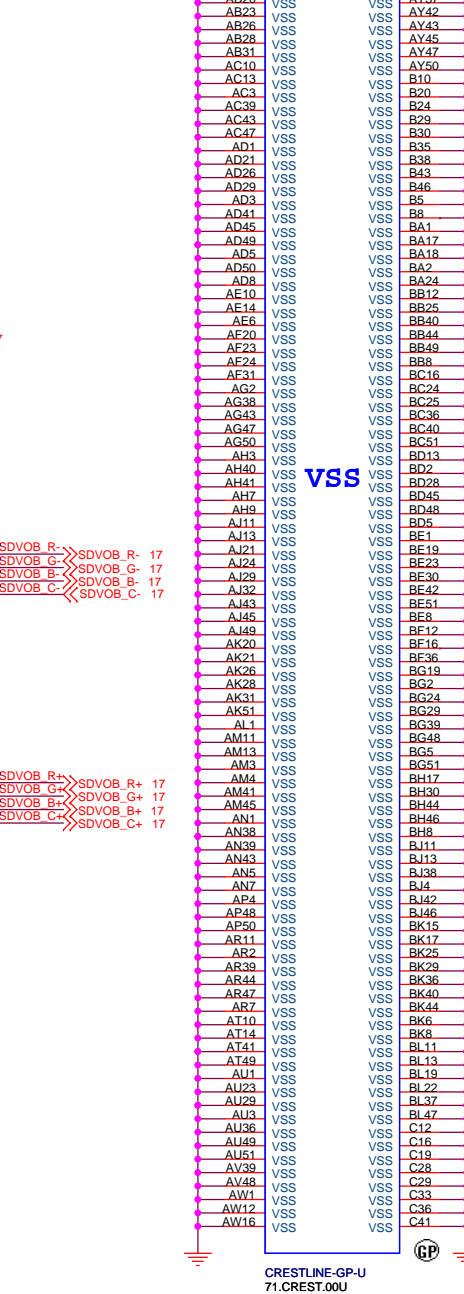 VSS VSS
AB23 VSS VSS AY42
AB26 VSS VSS AY43
AB28 VSS VSS AY45
AB31 VSS VSS AY47
AC10 VSS VSS AY50
AC13 VSS VSS B10
AC3 VSS VSS B20
AC39 VSS VSS B24
AC43 VSS VSS B29
AC47 VSS VSS B30
AD1 VSS VSS B35
AD21 VSS VSS B38
AD26 VSS VSS B43
AD29 VSS VSS B46
AD3 VSS VSS B5
AD41 VSS VSS B8
AD45 VSS VSS BA1
AD49 VSS VSS BA17
AD5 VSS VSS BA18
AD50 VSS VSS BA2
AD8 VSS VSS BA24
AE10 VSS VSS BB12
AE14 VSS VSS BB25
AE6 VSS VSS BB40
AF20 VSS VSS BB44
AF23 VSS VSS BB49
AF24 VSS VSS BB8
AF31 VSS VSS BC16
AG2 VSS VSS BC24
AG38 VSS VSS BC25
AG43 VSS VSS BC36
AG47 VSS VSS BC40
AG50 VSS VSS BC51
AH3 VSS VSS BD13
AH40 VSS VSS VSS BD2
AH41 VSS VSS BD28
AH7 VSS VSS BD45
AH9 VSS VSS BD48
AJ11 VSS VSS BD5
AJ13 VSS VSS BE1
SDVOB_R- SDVOB_R- 17 AJ21 VSS VSS BE19
SDVOB_G- SDVOB_G- 17 AJ24 VSS VSS BE23
SDVOB_B- SDVOB_B- 17 AJ29 VSS VSS BE30
SDVOB_C- SDVOB_C- 17 AJ32 VSS VSS BE42
AJ43 VSS VSS BE51
AJ45 VSS VSS BE8
AJ49 VSS VSS BF12
AK20 VSS VSS BF16
AK21 VSS VSS BF36
AK26 VSS VSS BG19
AK28 VSS VSS BG2
AK31 VSS VSS BG24
AK51 VSS VSS BG29
AL1 VSS VSS BG39
AM11 VSS VSS BG48
AM13 VSS VSS BG5
AM3 VSS VSS BG51
SDVOB_R+ SDVOB_R+ 17 AM4 VSS VSS BH17
SDVOB_G+ SDVOB_G+ 17 AM41 VSS VSS BH30
SDVOB_B+ SDVOB_B+ 17 AM45 VSS VSS BH44
SDVOB_C+ SDVOB_C+ 17 AN1 VSS VSS BH46
AN38 VSS VSS BH8
AN39 VSS VSS BJ11
AN43 VSS VSS BJ13
AN5 VSS VSS BJ38
AN7 VSS VSS BJ4
AP4 VSS VSS BJ42
AP48 VSS VSS BJ46
AP50 VSS VSS BK15
AR11 VSS VSS BK17
AR2 VSS VSS BK25
AR39 VSS VSS BK29
AR44 VSS VSS BK36
AR47 VSS VSS BK40
AR7 VSS VSS BK44
AT10 VSS VSS BK6
AT14 VSS VSS BK8
AT41 VSS VSS BL11
AT49 VSS VSS BL13
AU1 VSS VSS BL19
AU23 VSS VSS BL22
AU29 VSS VSS BL37
AU3 VSS VSS BL47
AU36 VSS VSS C12
AU49 VSS VSS C16
AU51 VSS VSS C19
AV39 VSS VSS C28
AV48 VSS VSS C29
AW1 VSS VSS C33
AW12 VSS VSS C36
AW16 VSS VSS C41
GP
CRESTLINE-GP-U
71.CREST.00U